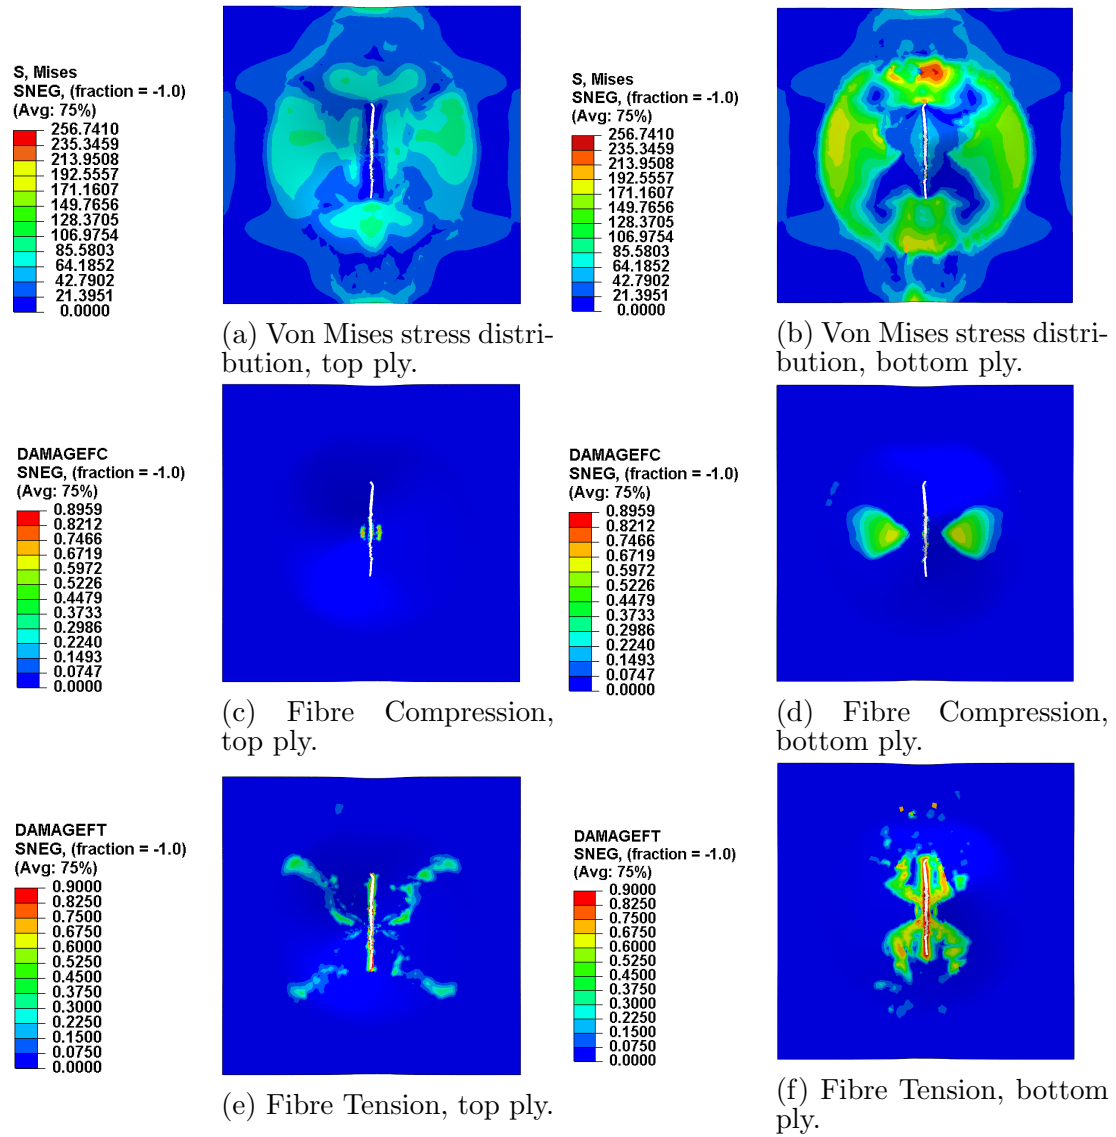 S, Mises
SNEG, (fraction = -1.0)
(Avg: 75%)
256.7410
235.3459
213.9508
192.5557
171.1607
149.7656
128.3705
106.9754
85.5803
64.1852
42.7902
21.3951
0.0000
(a) Von Mises stress distri-
bution, top ply.
S, Mises
SNEG, (fraction = -1.0)
(Avg: 75%)
256.7410
235.3459
213.9508
192.5557
171.1607
149.7656
128.3705
106.9754
85.5803
64.1852
42.7902
21.3951
0.0000
(b) Von Mises stress distri-
bution, bottom ply.
DAMAGEFC
SNEG, (fraction = -1.0)
(Avg: 75%)
0.8959
0.8212
0.7466
0.6719
0.5972
0.5226
0.4479
0.3733
0.2986
0.2240
0.1493
0.0747
0.0000
(c) Fibre Compression,
top ply.
DAMAGEFC
SNEG, (fraction = -1.0)
(Avg: 75%)
0.8959
0.8212
0.7466
0.6719
0.5972
0.5226
0.4479
0.3733
0.2986
0.2240
0.1493
0.0747
0.0000
(d) Fibre Compression,
bottom ply.
DAMAGEFT
SNEG, (fraction = -1.0)
(Avg: 75%)
0.9000
0.8250
0.7500
0.6750
0.6000
0.5250
0.4500
0.3750
0.3000
0.2250
0.1500
0.0750
0.0000
(e) Fibre Tension, top ply.
DAMAGEFT
SNEG, (fraction = -1.0)
(Avg: 75%)
0.9000
0.8250
0.7500
0.6750
0.6000
0.5250
0.4500
0.3750
0.3000
0.2250
0.1500
0.0750
0.0000
(f) Fibre Tension, bottom
ply.